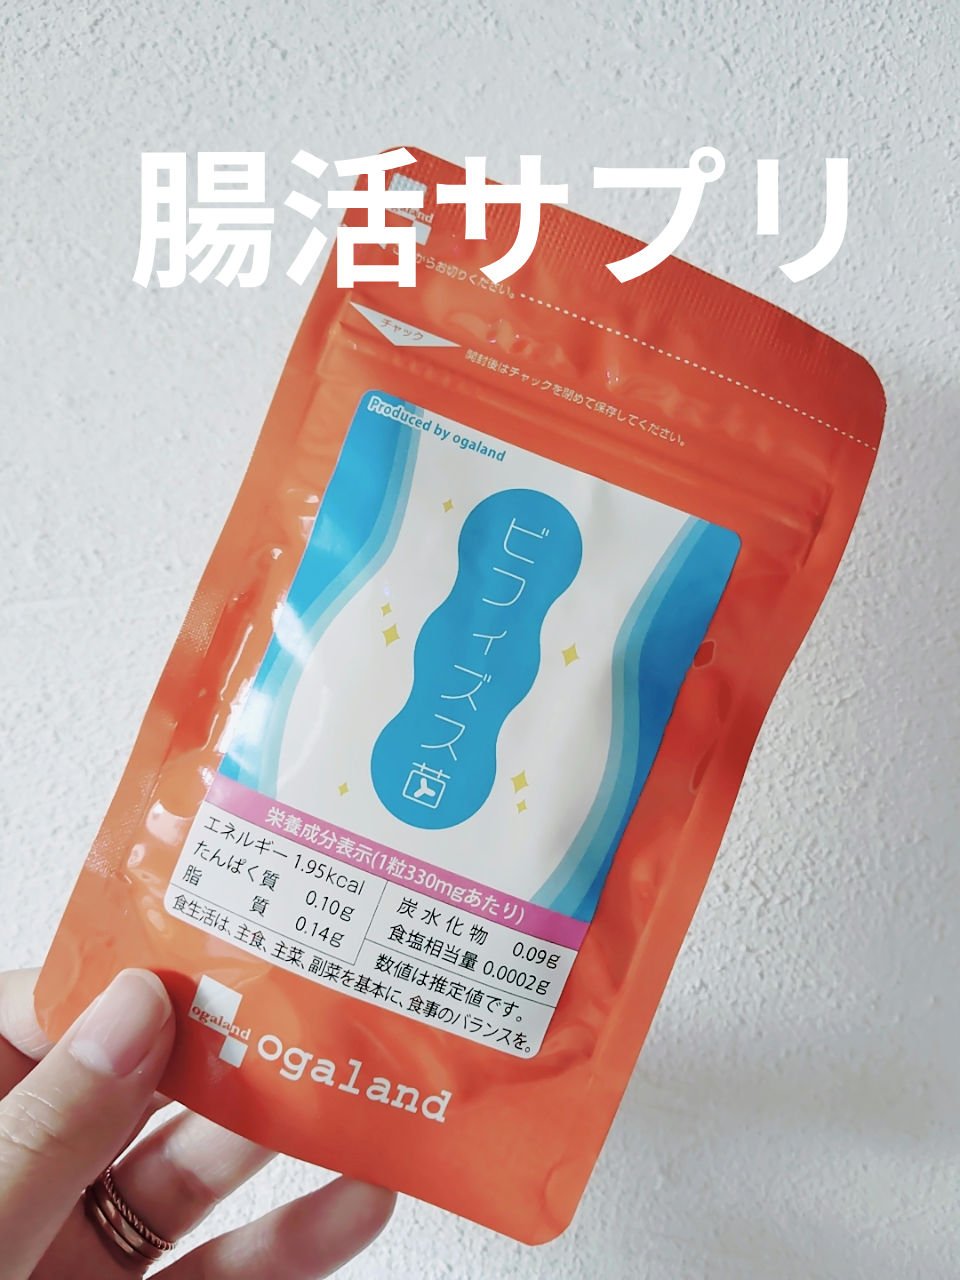 腸活サプリ
からお切りください。
チャック
開封後はチャックを閉めて保存してください。
Produced by ogaland
ビフィズス菌
栄養成分表示(1粒330mgあたり)
エネルギー 1.95kcal
たんぱく質 0.10g
脂質 0.14g
炭水化物 0.09g
食塩相当量 0.0002g
数値は推定値です。
食生活は、主食、主菜、副菜を基本に、食事のバランスを。
ogaland
ogaland